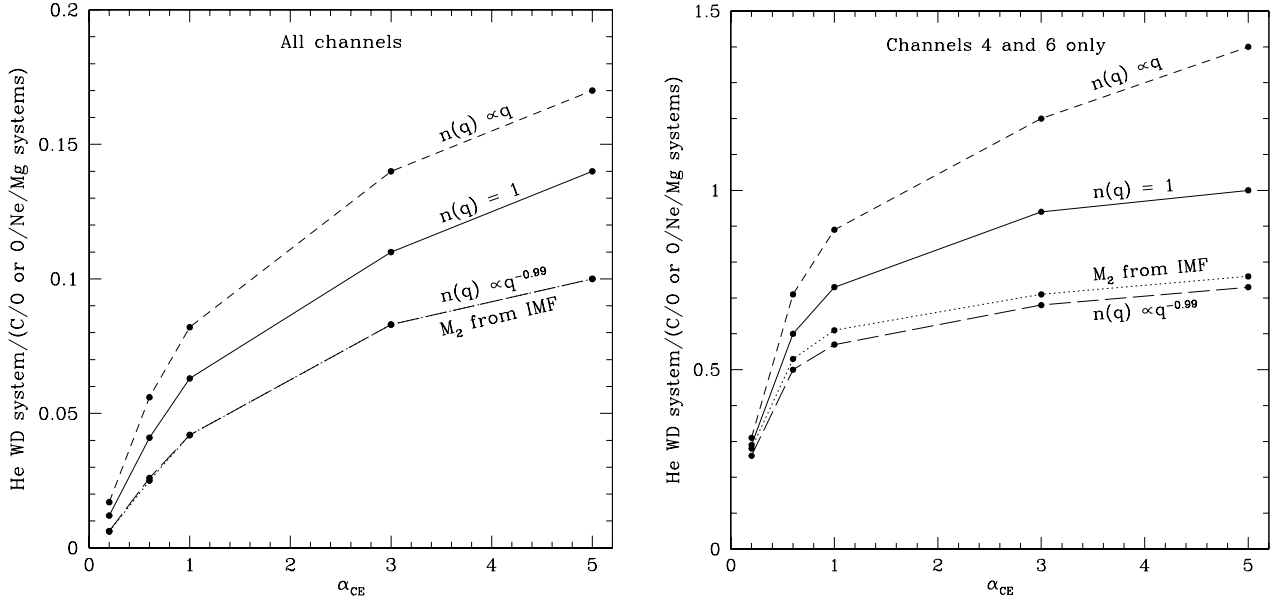 He WD system/(C/O or O/Ne/Mg systems)
0.2
0.15
0.1
0.05
0
All channels
n(q) ∝q
n(q) = 1
n(q) ∝q^-0.99
M₂ from IMF
0 1 2 3 4 5
α_CE
He WD system/(C/O or O/Ne/Mg systems)
1.5
1
0.5
0
Channels 4 and 6 only
n(q) ∝q
n(q) = 1
M₂ from IMF
n(q) ∝q^-0.99
0 1 2 3 4 5
α_CE